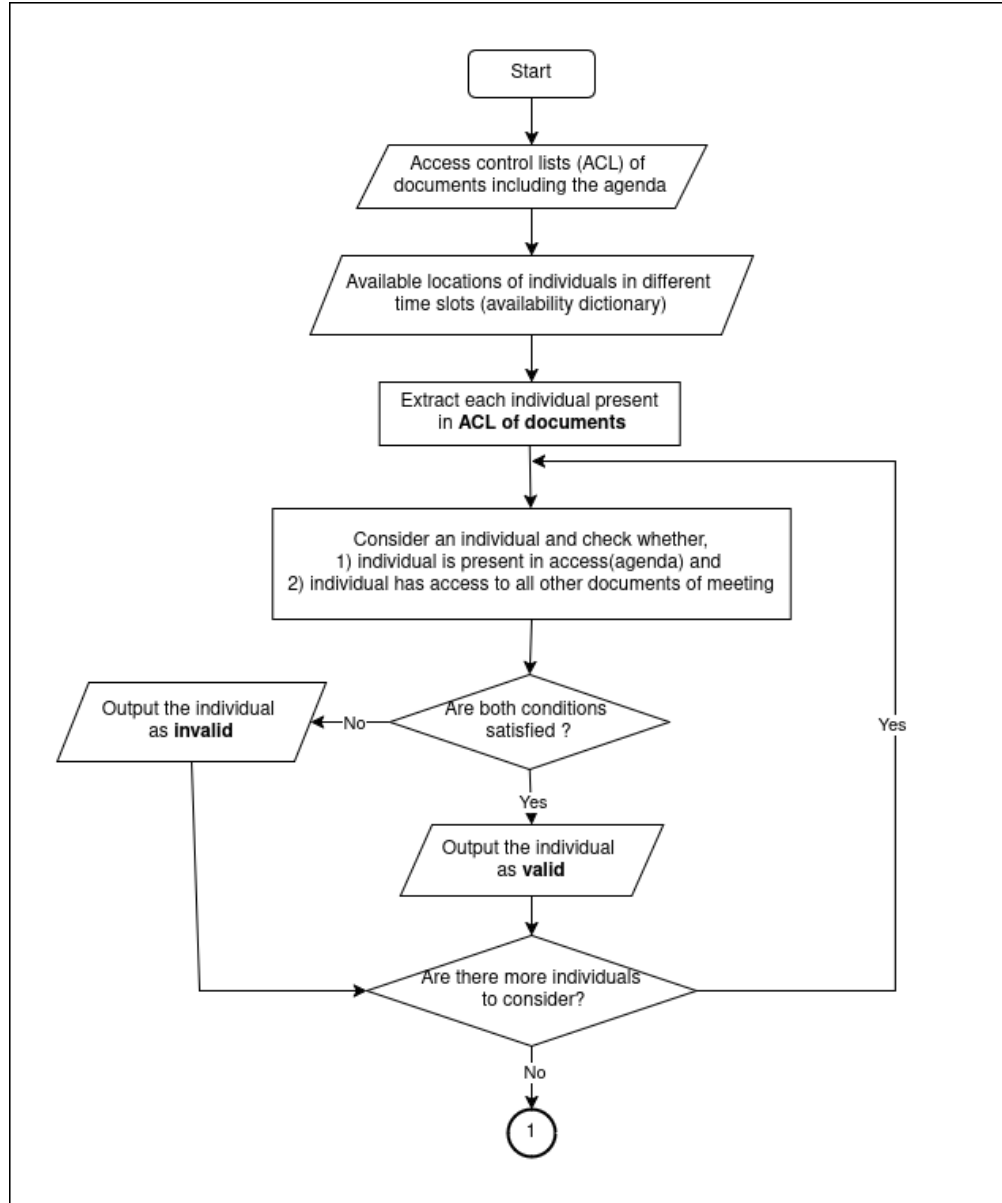 Start
Access control lists (ACL) of
documents including the agenda
Available locations of individuals in different
time slots (availability dictionary)
Extract each individual present
in ACL of documents
Consider an individual and check whether,
1) individual is present in access(agenda) and
2) individual has access to all other documents of meeting
Are both conditions
satisfied ?
No
Output the individual
as invalid
Yes
Yes
Output the individual
as valid
Are there more individuals
to consider?
No
1